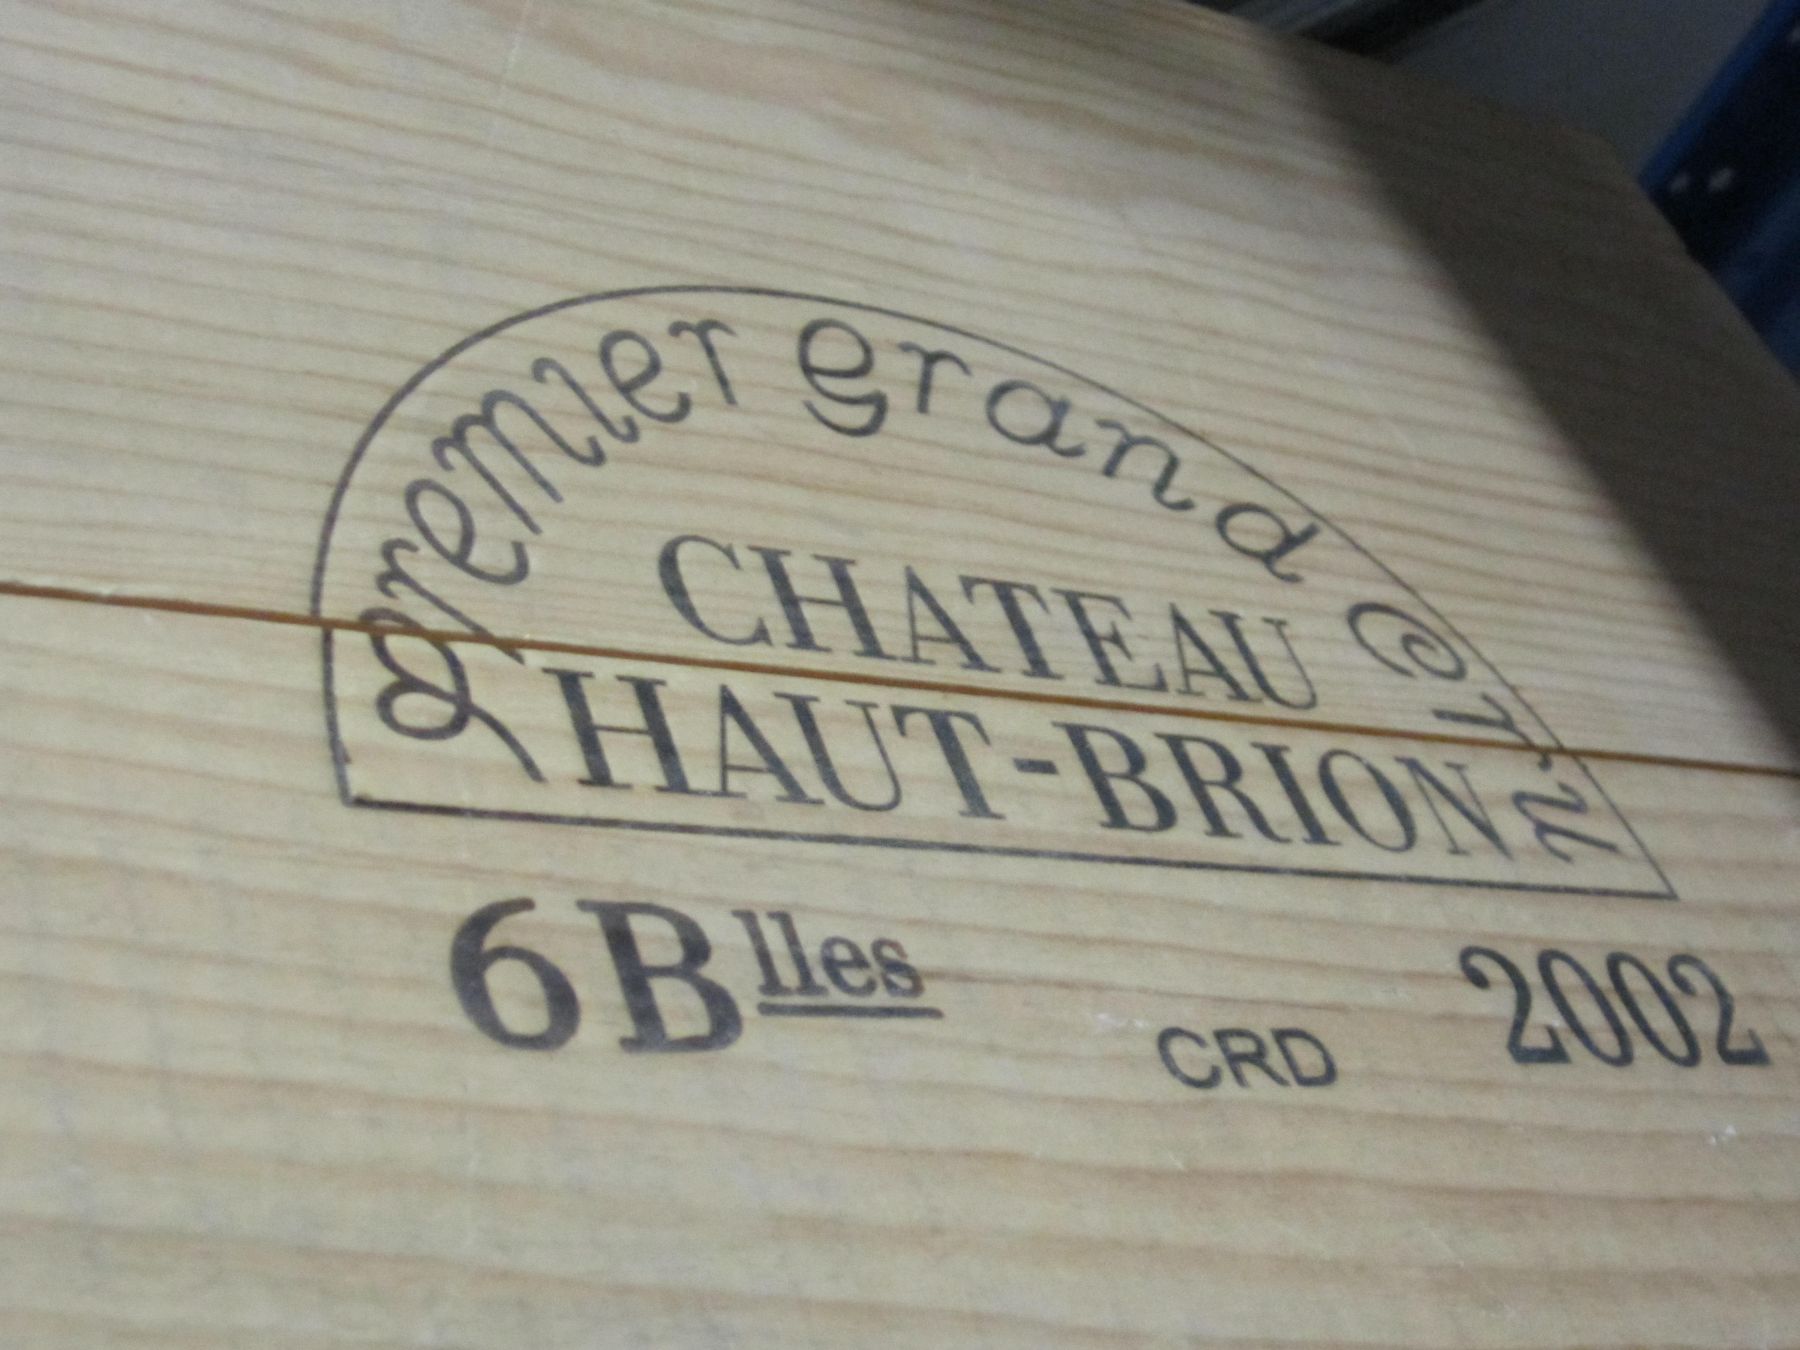 Premier grand Cru
CHATEAU
HAUT-BRION
6 Blles CRD 2002